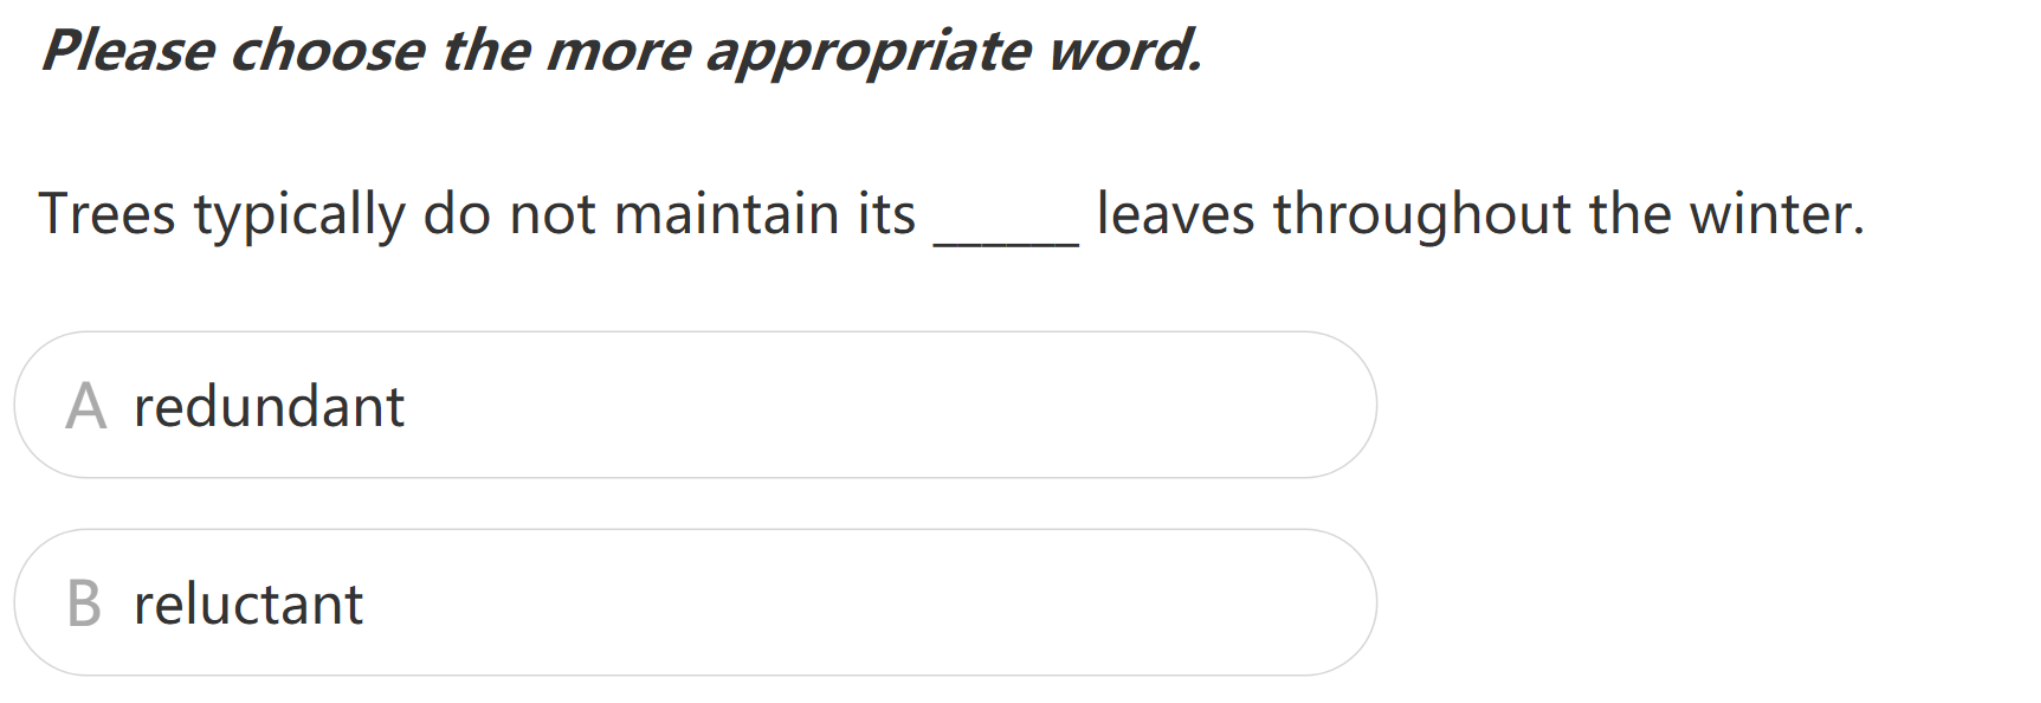 Please choose the more appropriate word.
Trees typically do not maintain its ______ leaves throughout the winter.
A redundant
B reluctant